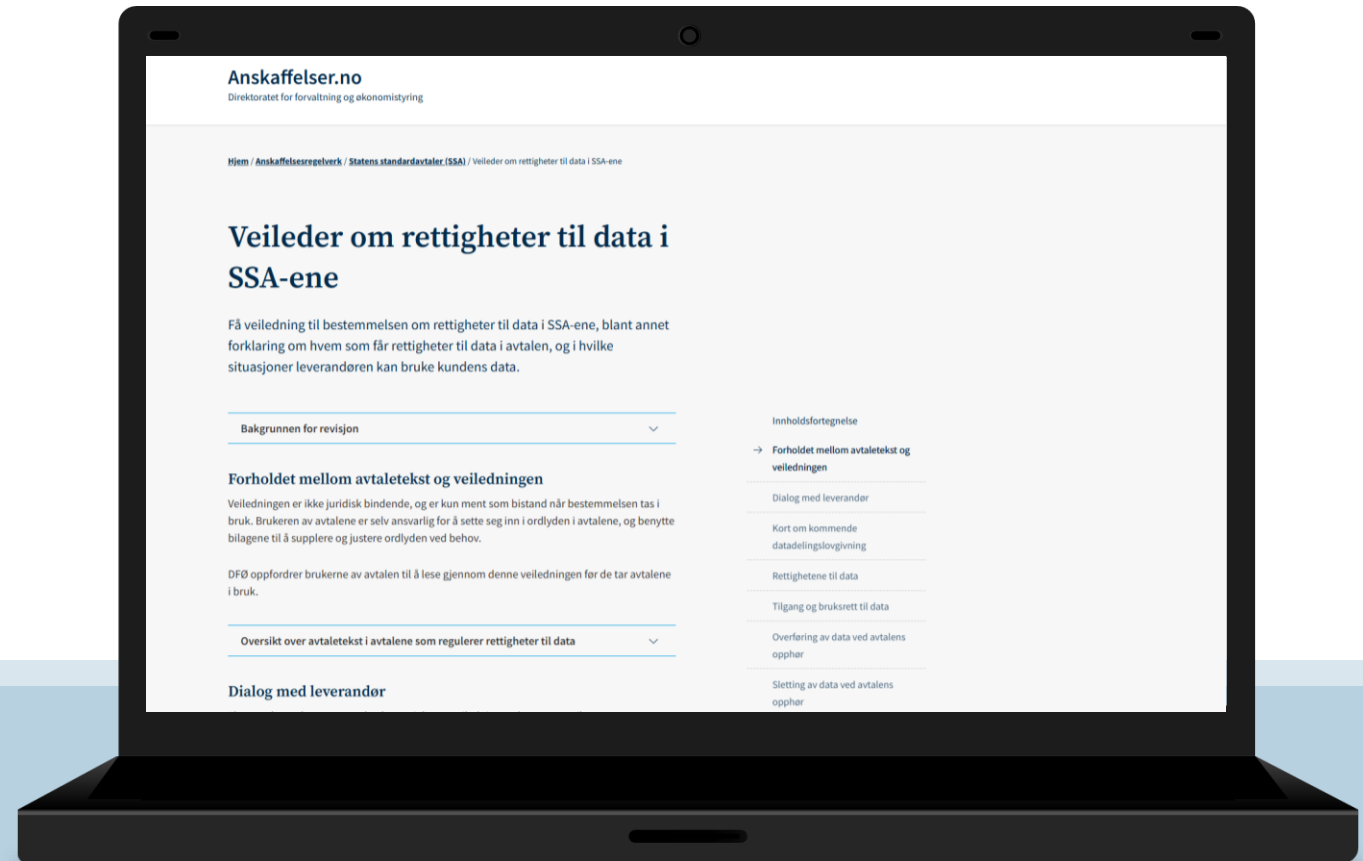 Anskaffelser.no
Direktoratet for forvaltning og økonomistyring
Hjem / Anskaffelsesregelverk / Statens standardavtaler (SSA) / Veileder om rettigheter til data i SSA-ene
Veileder om rettigheter til data i
SSA-ene
Få veiledning til bestemmelsen om rettigheter til data i SSA-ene, blant annet
forklaring om hvem som får rettigheter til data i avtalen, og i hvilke
situasjoner leverandøren kan bruke kundens data.
Bakgrunnen for revisjon
Forholdet mellom avtaletekst og veiledningen
Veiledningen er ikke juridisk bindende, og er kun ment som bistand når bestemmelsen tas i
bruk. Brukeren av avtalene er selv ansvarlig for å sette seg inn i ordlyden i avtalene, og benytte
bilagene til å supplere og justere ordlyden ved behov.
DFØ oppfordrer brukerne av avtalen til å lese gjennom denne veiledningen før de tar avtalene
i bruk.
Oversikt over avtaletekst i avtalene som regulerer rettigheter til data
Dialog med leverandør
Innholdsfortegnelse
→ Forholdet mellom avtaletekst og
veiledningen
Dialog med leverandør
Kort om kommende
datadelingslovgivning
Rettighetene til data
Tilgang og bruksrett til data
Overføring av data ved avtalens
opphør
Sletting av data ved avtalens
opphør